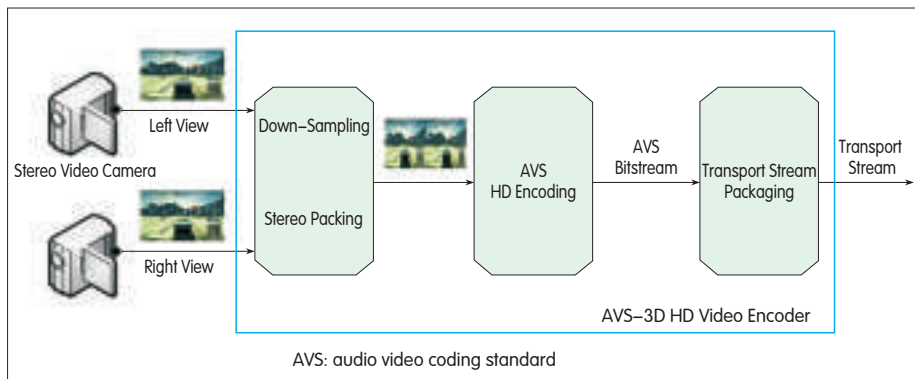 Left View
Stereo Video Camera
Right View
Down–Sampling
Stereo Packing
AVS
HD Encoding
AVS
Bitstream
Transport Stream
Packaging
Transport
Stream
AVS–3D HD Video Encoder
AVS: audio video coding standard